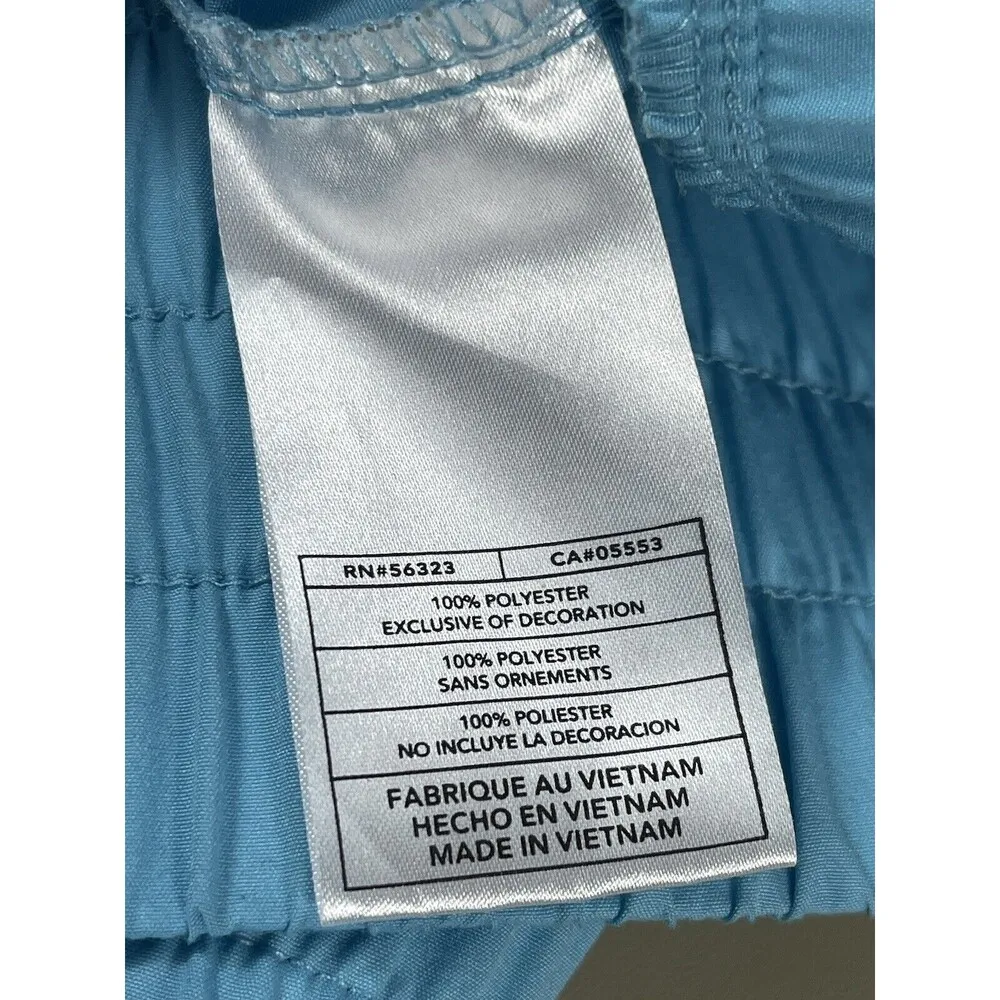 RN#56323 CA#05553
100% POLYESTER
EXCLUSIVE OF DECORATION
100% POLYESTER
SANS ORNEMENTS
100% POLIESTER
NO INCLUYE LA DECORACION
FABRIQUE AU VIETNAM
HECHO EN VIETNAM
MADE IN VIETNAM